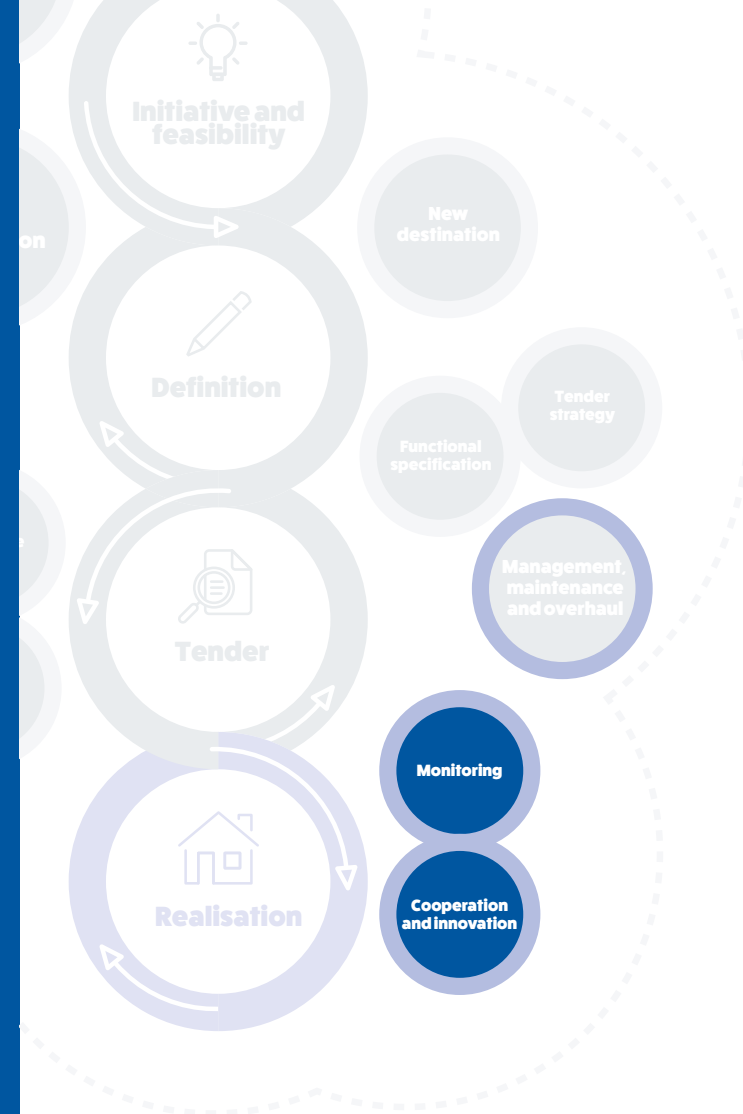 Initiative and
feasibility
New
destination
on
Definition
Tender
strategy
Functional
specification
e
Management,
maintenance
and overhaul
Tender
Monitoring
Cooperation
and innovation
Realisation